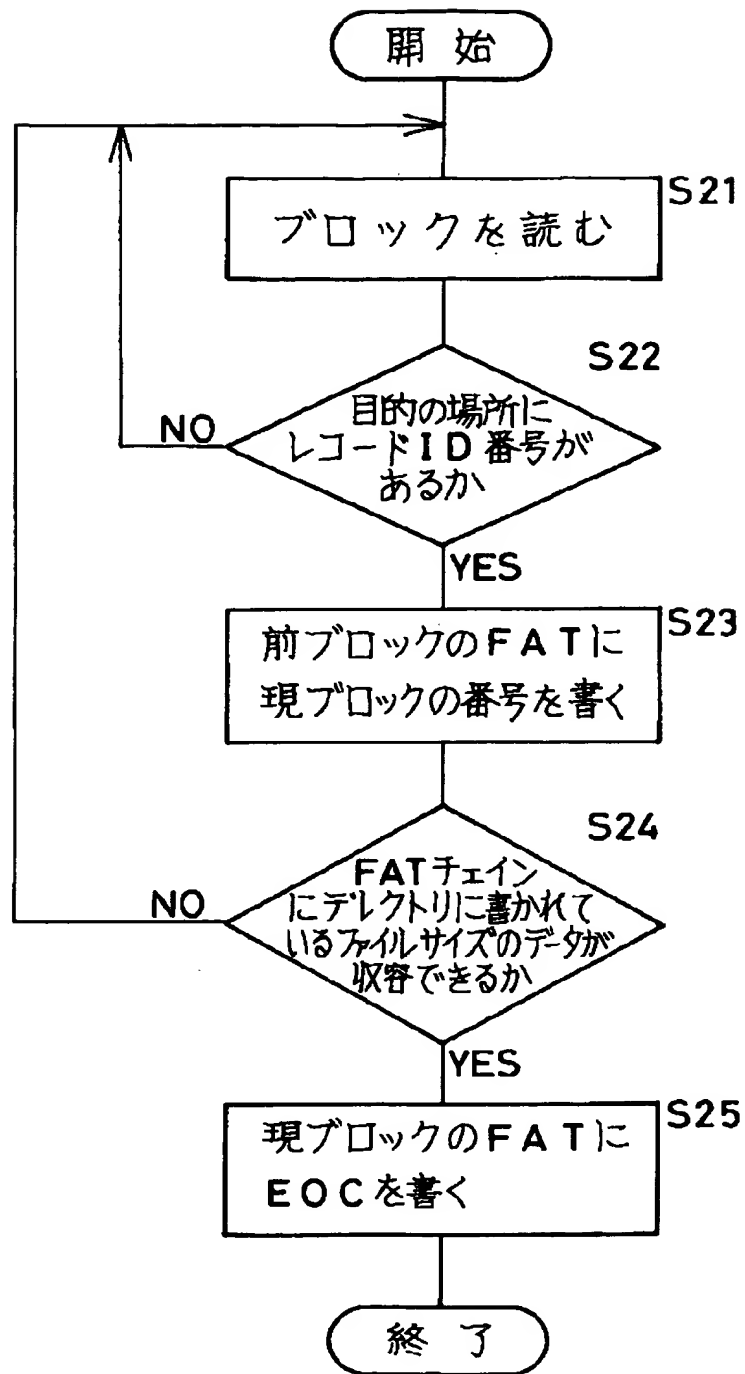 開始
S21
ブロックを読む
S22
目的の場所に
レコードID番号が
あるか
NO
YES
S23
前ブロックのFATに
現ブロックの番号を書く
S24
FATチェイン
にデレクトリに書かれて
いるファイルサイズのデータが
収容できるか
NO
YES
S25
現ブロックのFATに
EOCを書く
終了